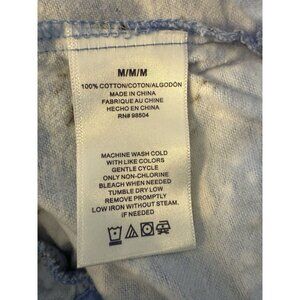 M/M/M
100% COTTON/COTON/ALGODÓN
MADE IN CHINA
FABRIQUE AU CHINE
HECHO EN CHINA
RN# 98504
MACHINE WASH COLD
WITH LIKE COLORS
GENTLE CYCLE
ONLY NON-CHLORINE
BLEACH WHEN NEEDED
TUMBLE DRY LOW
REMOVE PROMPTLY
LOW IRON WITHOUT STEAM.
IF NEEDED